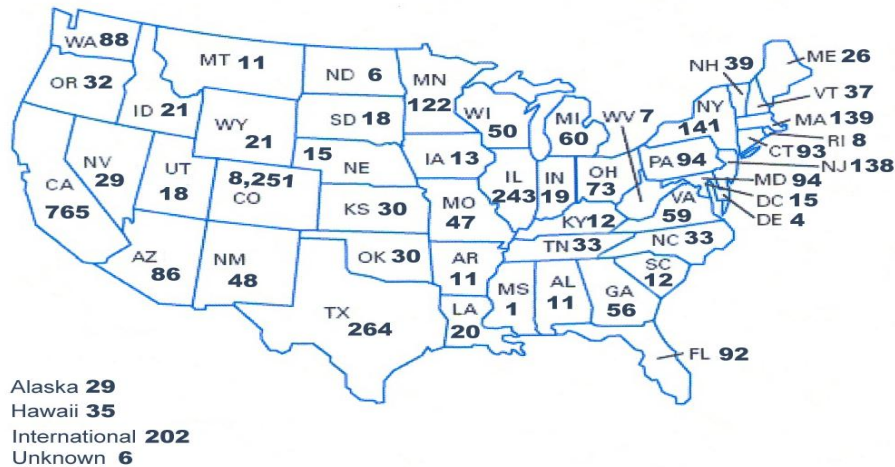 WA 88
MT 11
ND 6
MN 122
OR 32
ID 21
WY 21
SD 18
WI 50
MI 60
WV 7
NH 39
ME 26
VT 37
NY 141
MA 139
RI 8
CT 93
NJ 138
PA 94
MD 94
DC 15
DE 4
NV 29
UT 18
8,251 CO
15 NE
IA 13
IL 243
IN 19
OH 73
CA 765
KS 30
MO 47
KY 12
VA 59
AZ 86
NM 48
OK 30
AR 11
TN 33
NC 33
SC 12
TX 264
LA 20
MS 1
AL 11
GA 56
FL 92
Alaska 29
Hawaii 35
International 202
Unknown 6